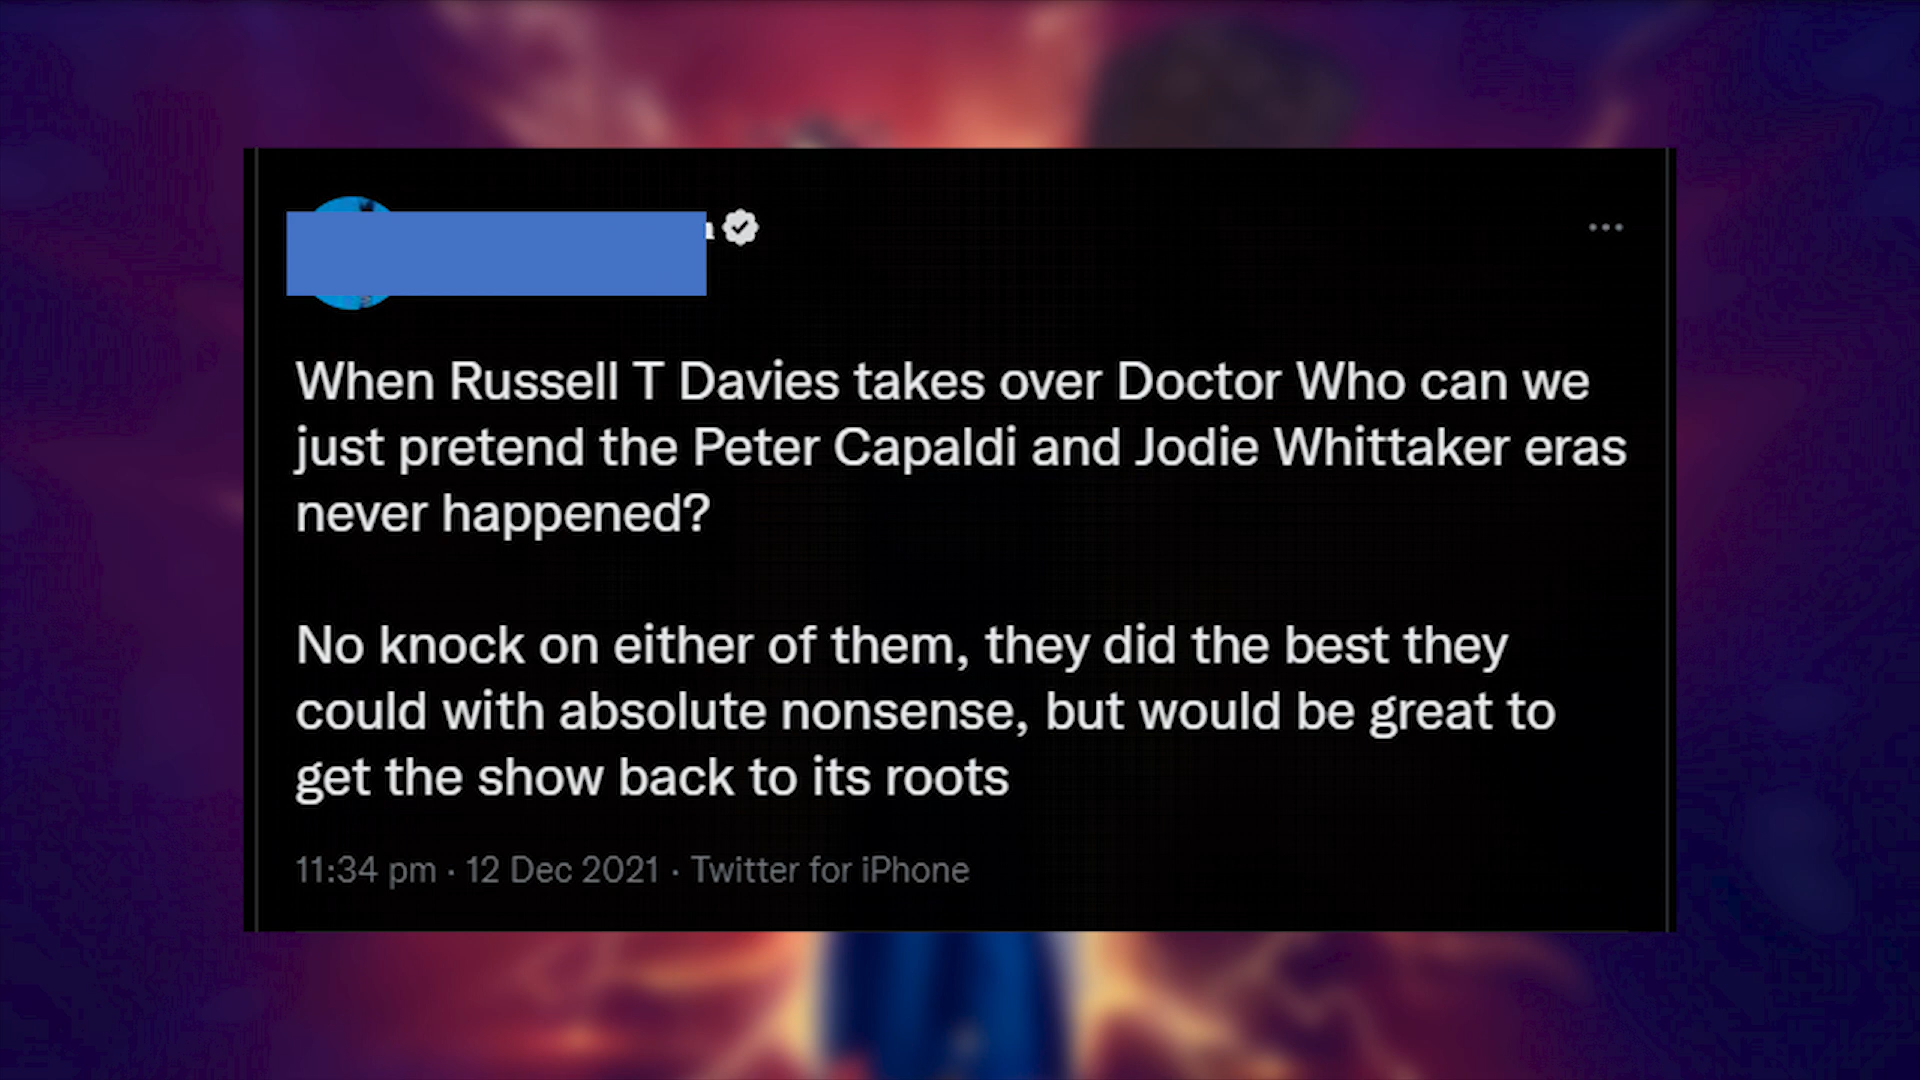 When Russell T Davies takes over Doctor Who can we
just pretend the Peter Capaldi and Jodie Whittaker eras
never happened?
No knock on either of them, they did the best they
could with absolute nonsense, but would be great to
get the show back to its roots
11:34 pm · 12 Dec 2021 · Twitter for iPhone